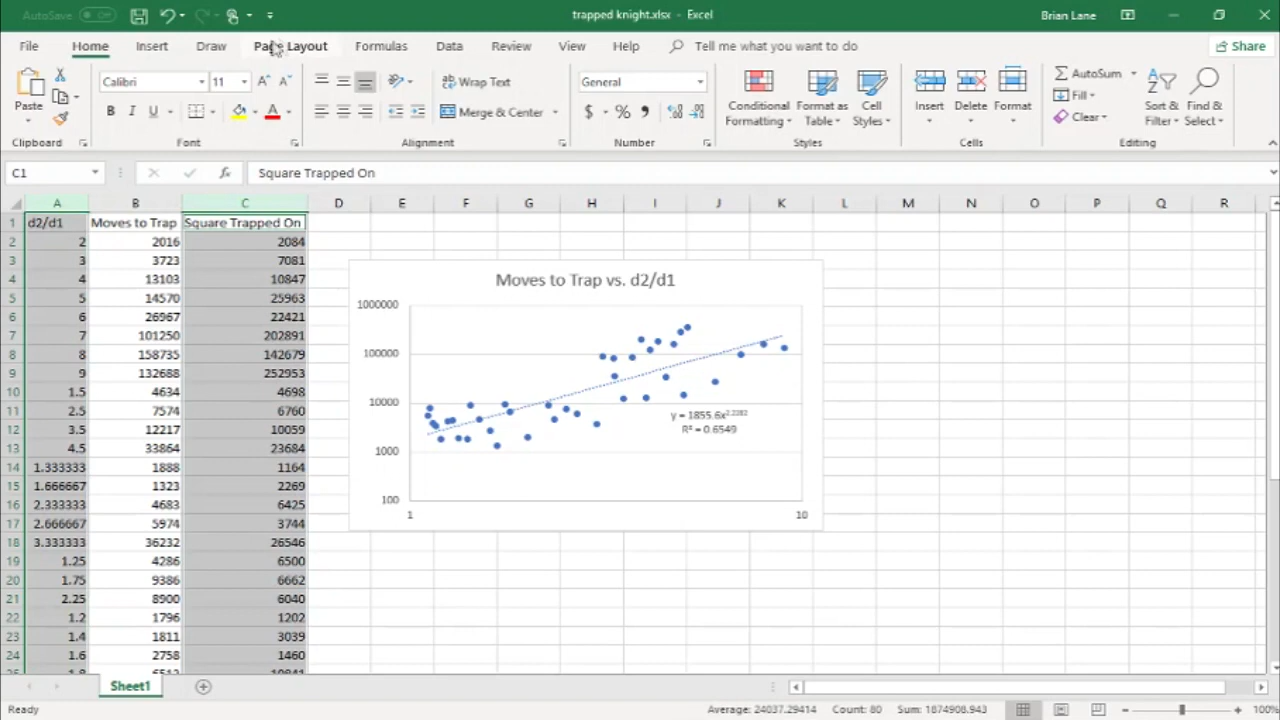 AutoSave Off trapped knight.xlsx - Excel Brian Lane
File Home Insert Draw Page Layout Formulas Data Review View Help Tell me what you want to do Share
Paste Calibri 11 Wrap Text General Conditional Formatting Format as Table Cell Styles Insert Delete Format AutoSum Sort & Filter Find & Select
B I U Merge & Center $ % , Fill
Clear
Clipboard Font Alignment Number Styles Cells Editing
C1 fx Square Trapped On
A B C D E F G H I J K L M N O P Q R
1 d2/d1 Moves to Trap Square Trapped On
2 2 2016 2084
3 3 3723 7081
4 4 13103 10847
5 5 14570 25963
6 6 26967 22421
7 7 101250 202891
8 8 158735 142679
9 9 132688 252953
10 1.5 4634 4698
11 2.5 7574 6760
12 3.5 12217 10059
13 4.5 33864 23684
14 1.333333 1888 1164
15 1.666667 1323 2269
16 2.333333 4683 6425
17 2.666667 5974 3744
18 3.333333 36232 26546
19 1.25 4286 6500
20 1.75 9386 6662
21 2.25 8900 6040
22 1.2 1796 1202
23 1.4 1811 3039
24 1.6 2758 1460
Moves to Trap vs. d2/d1
1000000
100000
10000
1000
100
1 10
y = 1855.6x^2.2282
R² = 0.6549
Sheet1
Ready Average: 24037.29414 Count: 80 Sum: 1874908.943 100%